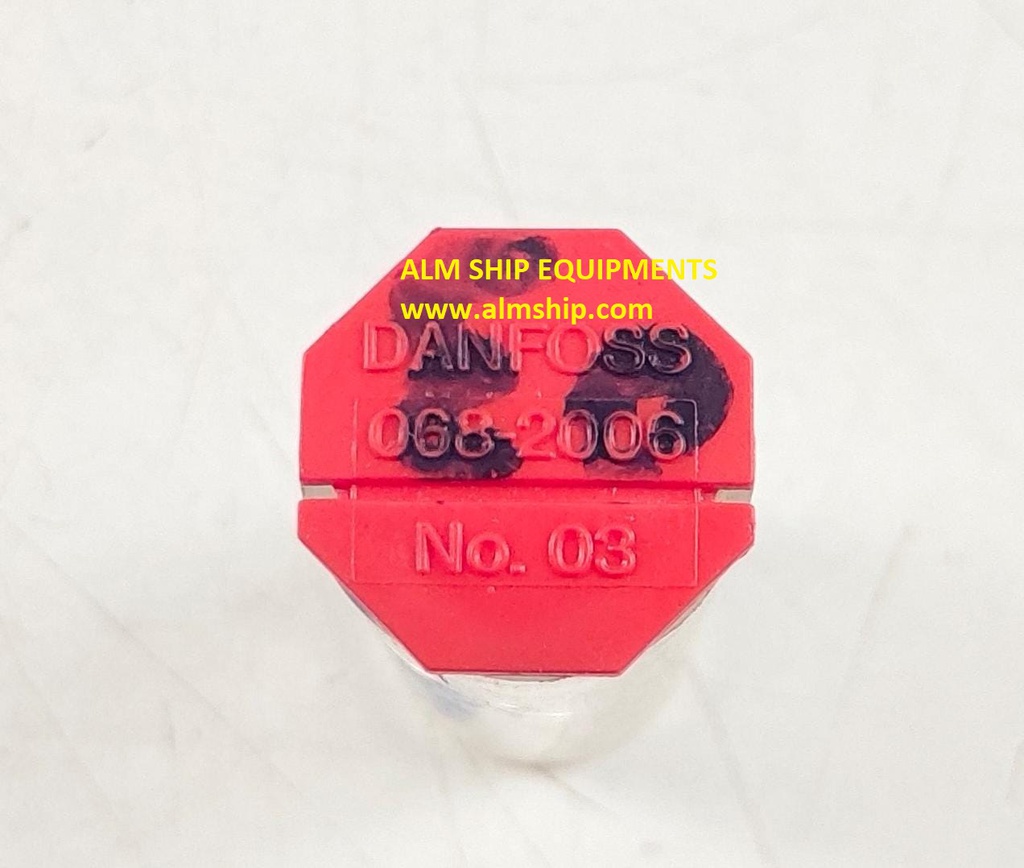 ALM SHIP EQUIPMENTS
www.almship.com
DANFOSS
068-2006
No. 03